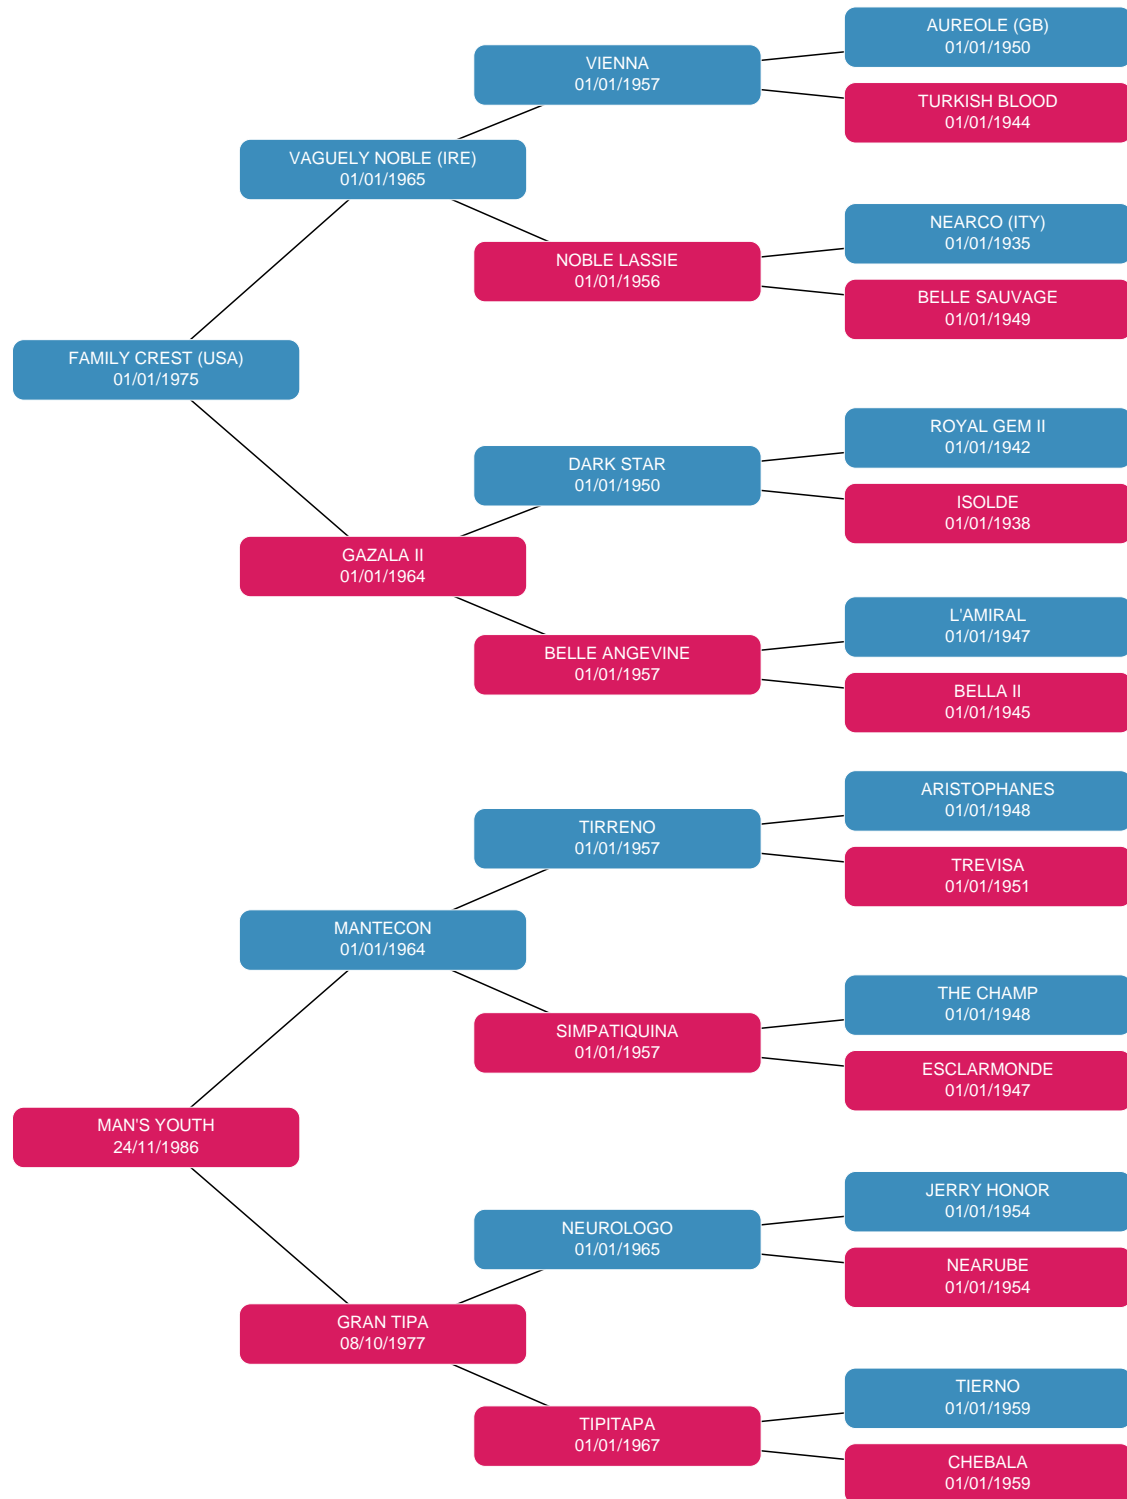 AUREOLE (GB)
01/01/1950
VIENNA
01/01/1957
TURKISH BLOOD
01/01/1944
VAGUELY NOBLE (IRE)
01/01/1965
NEARCO (ITY)
01/01/1935
NOBLE LASSIE
01/01/1956
BELLE SAUVAGE
01/01/1949
FAMILY CREST (USA)
01/01/1975
ROYAL GEM II
01/01/1942
DARK STAR
01/01/1950
ISOLDE
01/01/1938
GAZALA II
01/01/1964
L'AMIRAL
01/01/1947
BELLE ANGEVINE
01/01/1957
BELLA II
01/01/1945
ARISTOPHANES
01/01/1948
TIRRENO
01/01/1957
TREVISA
01/01/1951
MANTECON
01/01/1964
THE CHAMP
01/01/1948
SIMPATIQUINA
01/01/1957
ESCLARMONDE
01/01/1947
MAN'S YOUTH
24/11/1986
JERRY HONOR
01/01/1954
NEUROLOGO
01/01/1965
NEARUBE
01/01/1954
GRAN TIPA
08/10/1977
TIERNO
01/01/1959
TIPITAPA
01/01/1967
CHEBALA
01/01/1959